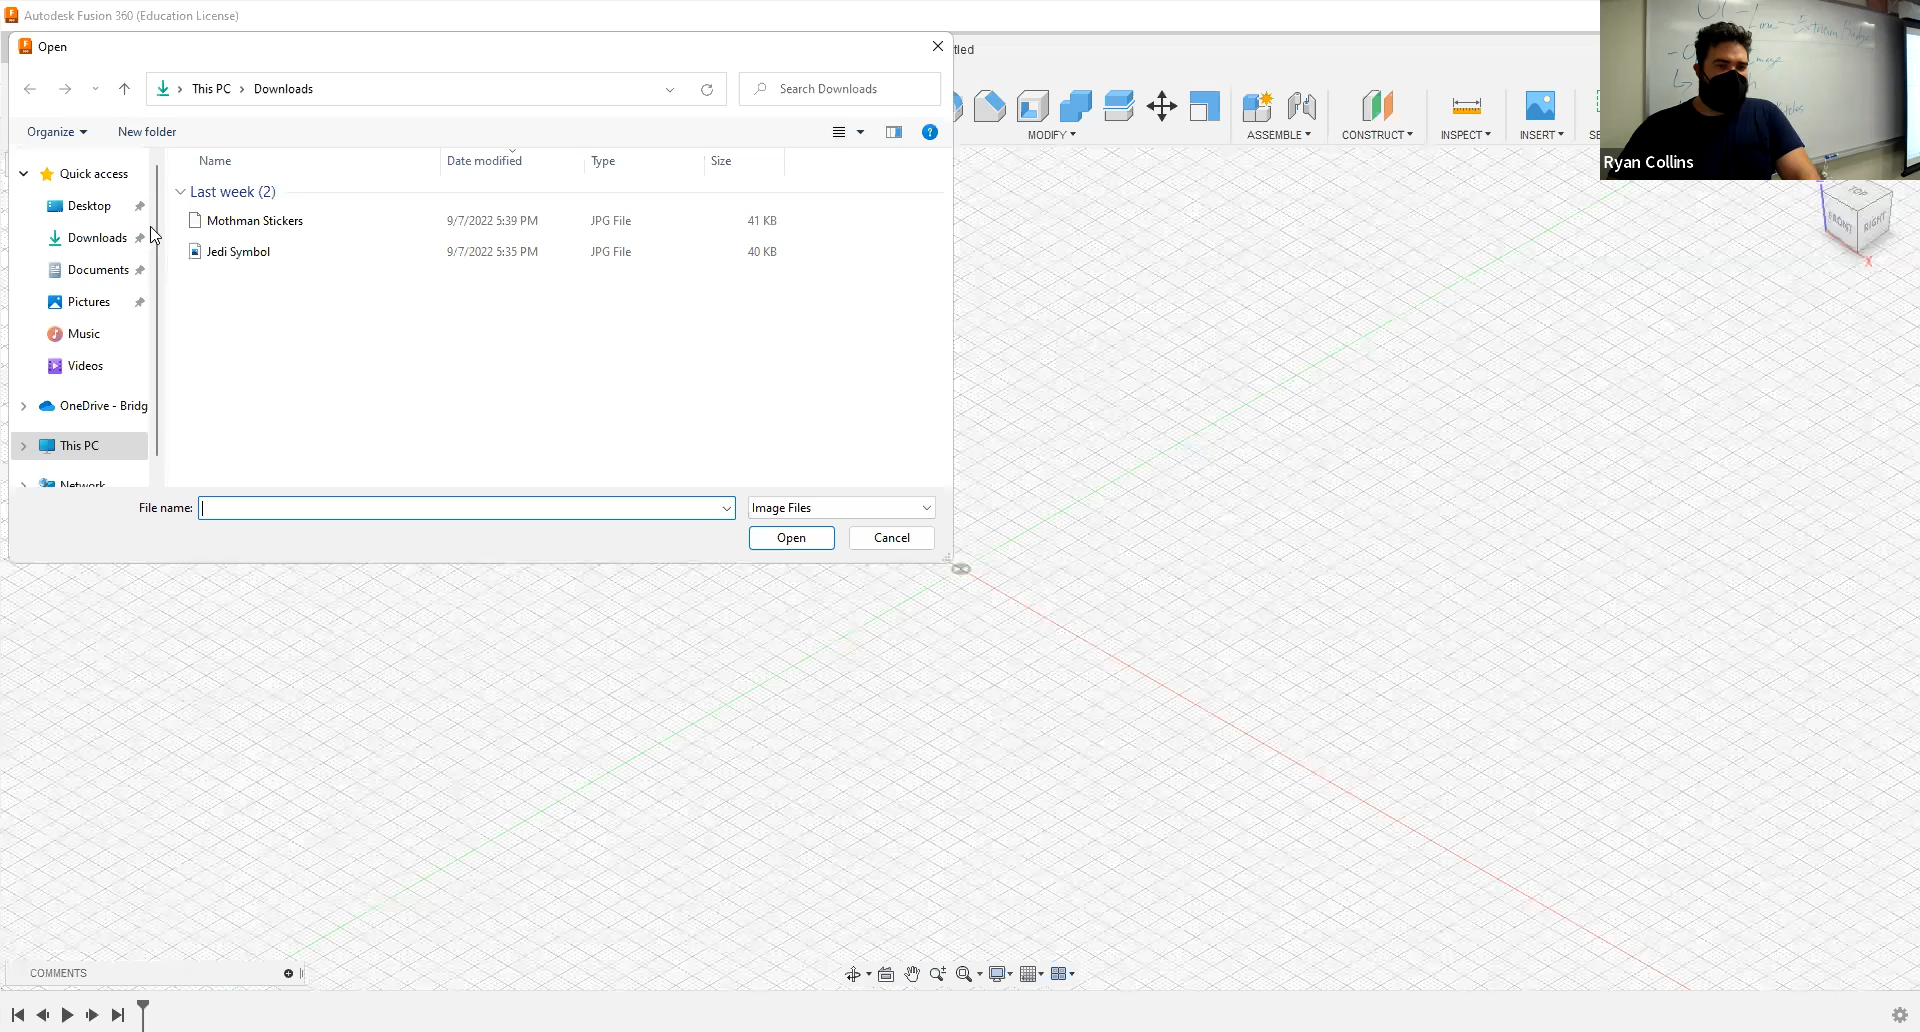 Autodesk Fusion 360 (Education License)
Open
tled
This PC > Downloads
Search Downloads
Organize
New folder
Name
Date modified
Type
Size
Quick access
Last week (2)
Desktop
Mothman Stickers
9/7/2022 5:39 PM
JPG File
41 KB
Downloads
Jedi Symbol
9/7/2022 5:35 PM
JPG File
40 KB
Documents
Pictures
Music
Videos
OneDrive - Bridg
This PC
Network
File name:
Image Files
Open
Cancel
MODIFY
ASSEMBLE
CONSTRUCT
INSPECT
INSERT
SE
Ryan Collins
TOP
FRONT
RIGHT
X
COMMENTS